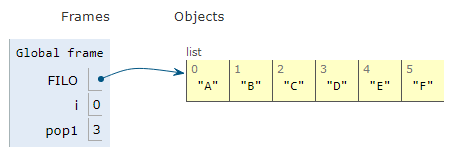 Frames Objects
Global frame
FILO
i 0
pop1 3
list
0 1 2 3 4 5
"A" "B" "C" "D" "E" "F"